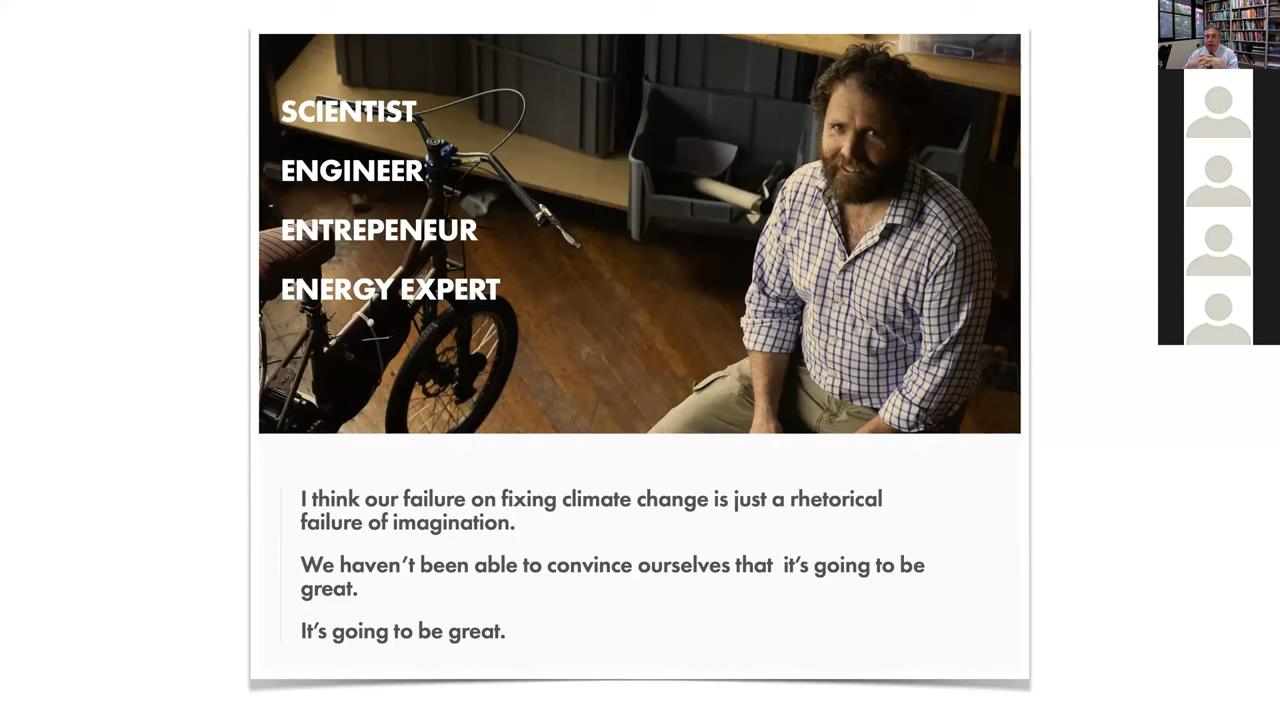 SCIENTIST
ENGINEER
ENTREPENEUR
ENERGY EXPERT
I think our failure on fixing climate change is just a rhetorical
failure of imagination.
We haven't been able to convince ourselves that  it's going to be
great.
It's going to be great.